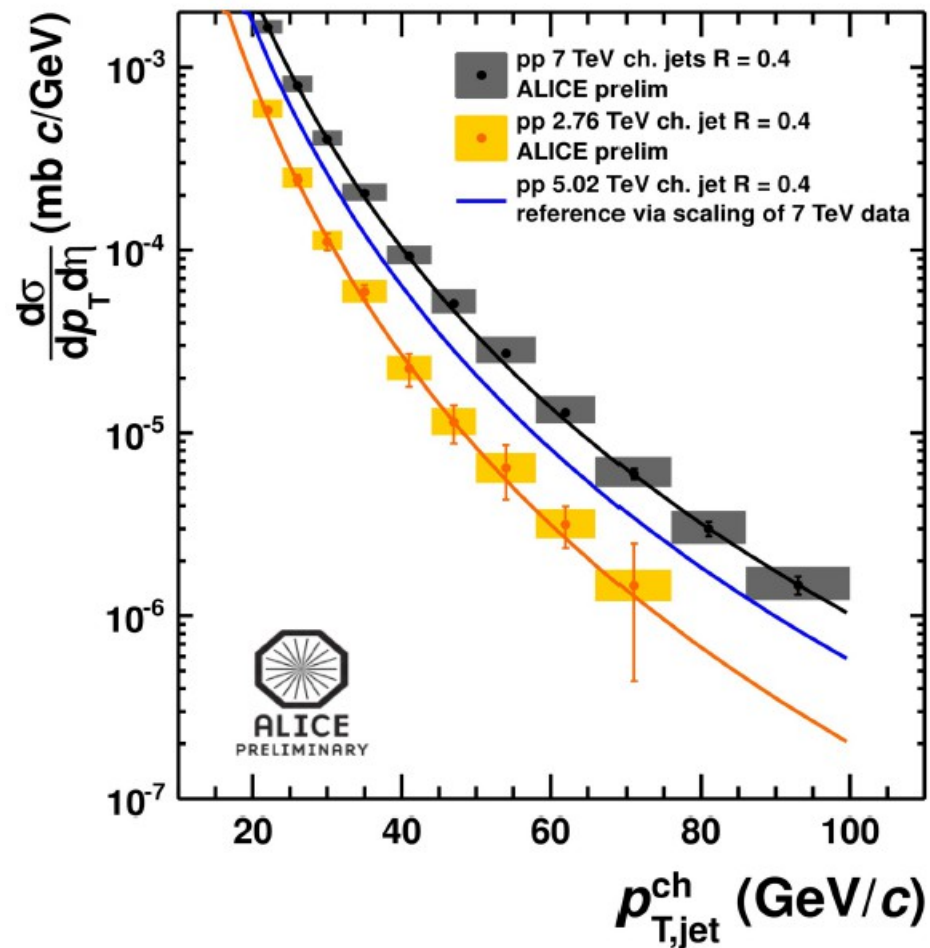 10⁻³
10⁻⁴
10⁻⁵
10⁻⁶
10⁻⁷
dσ/dp_T dη (mb c/GeV)
pp 7 TeV ch. jets R = 0.4
ALICE prelim
pp 2.76 TeV ch. jet R = 0.4
ALICE prelim
pp 5.02 TeV ch. jet R = 0.4
reference via scaling of 7 TeV data
ALICE
PRELIMINARY
20 40 60 80 100
p_T,jet^ch (GeV/c)